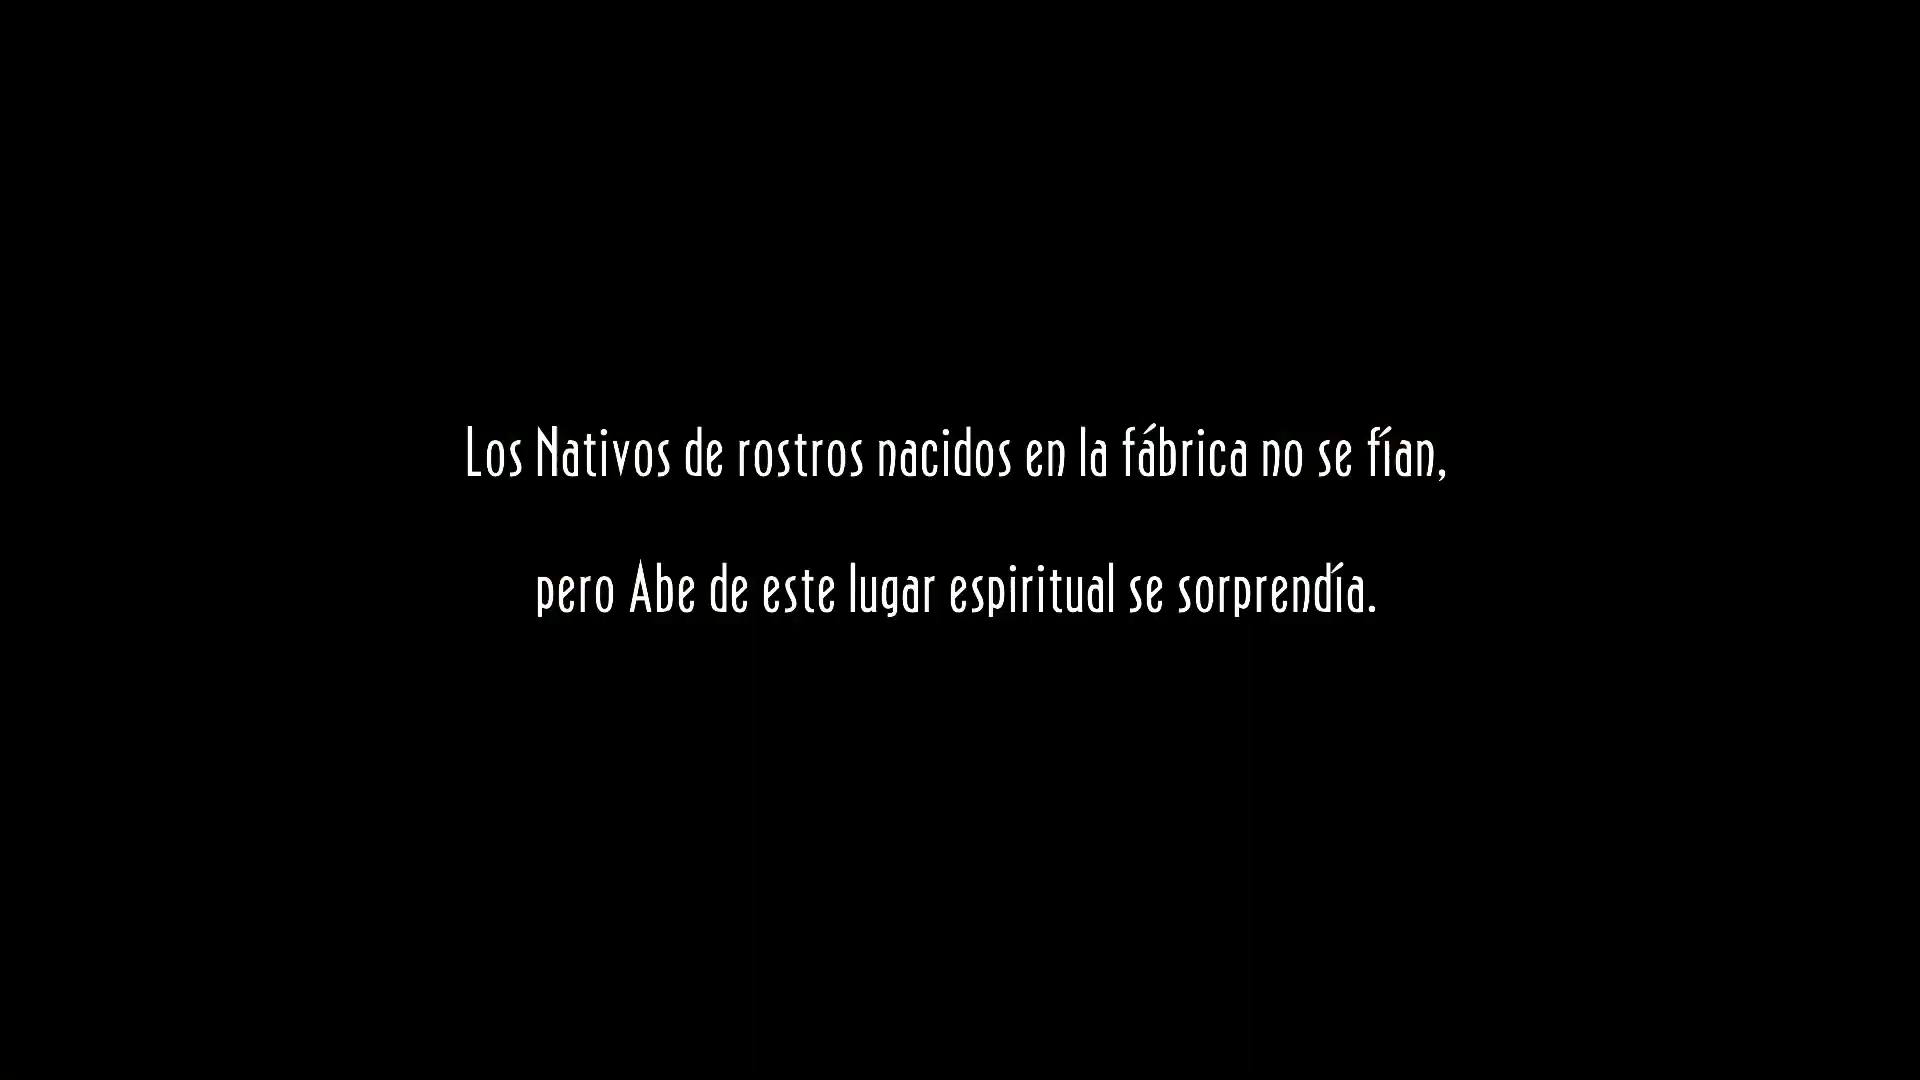 Los Nativos de rostros nacidos en la fábrica no se fían,
pero Abe de este lugar espiritual se sorprendía.